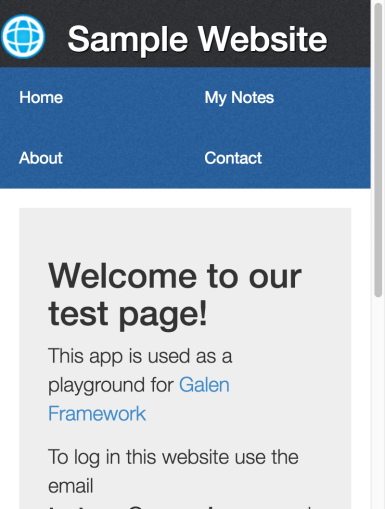 Sample Website
Home My Notes
About Contact
Welcome to our
test page!
This app is used as a
playground for Galen
Framework
To log in this website use the
email